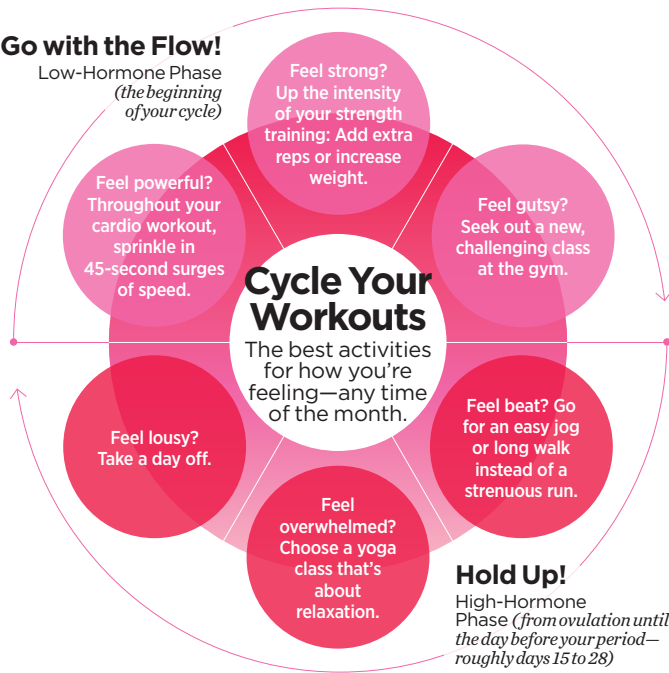 Go with the Flow!
Low-Hormone Phase
(the beginning
of your cycle)
Feel strong?
Up the intensity
of your strength
training: Add extra
reps or increase
weight.
Feel powerful?
Throughout your
cardio workout,
sprinkle in
45-second surges
of speed.
Feel gutsy?
Seek out a new,
challenging class
at the gym.
Cycle Your
Workouts
The best activities
for how you're
feeling—any time
of the month.
Feel lousy?
Take a day off.
Feel beat? Go
for an easy jog
or long walk
instead of a
strenuous run.
Feel
overwhelmed?
Choose a yoga
class that's
about
relaxation.
Hold Up!
High-Hormone
Phase (from ovulation until
the day before your period—
roughly days 15 to 28)